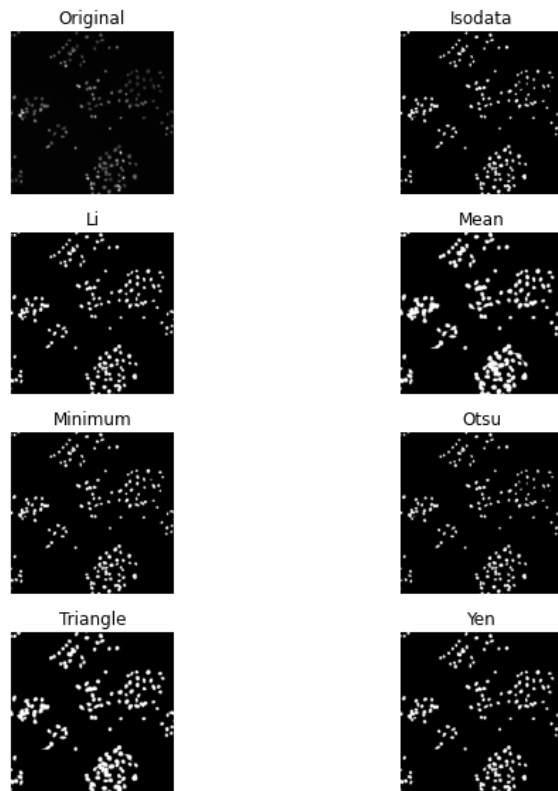 Original
Isodata
Li
Mean
Minimum
Otsu
Triangle
Yen